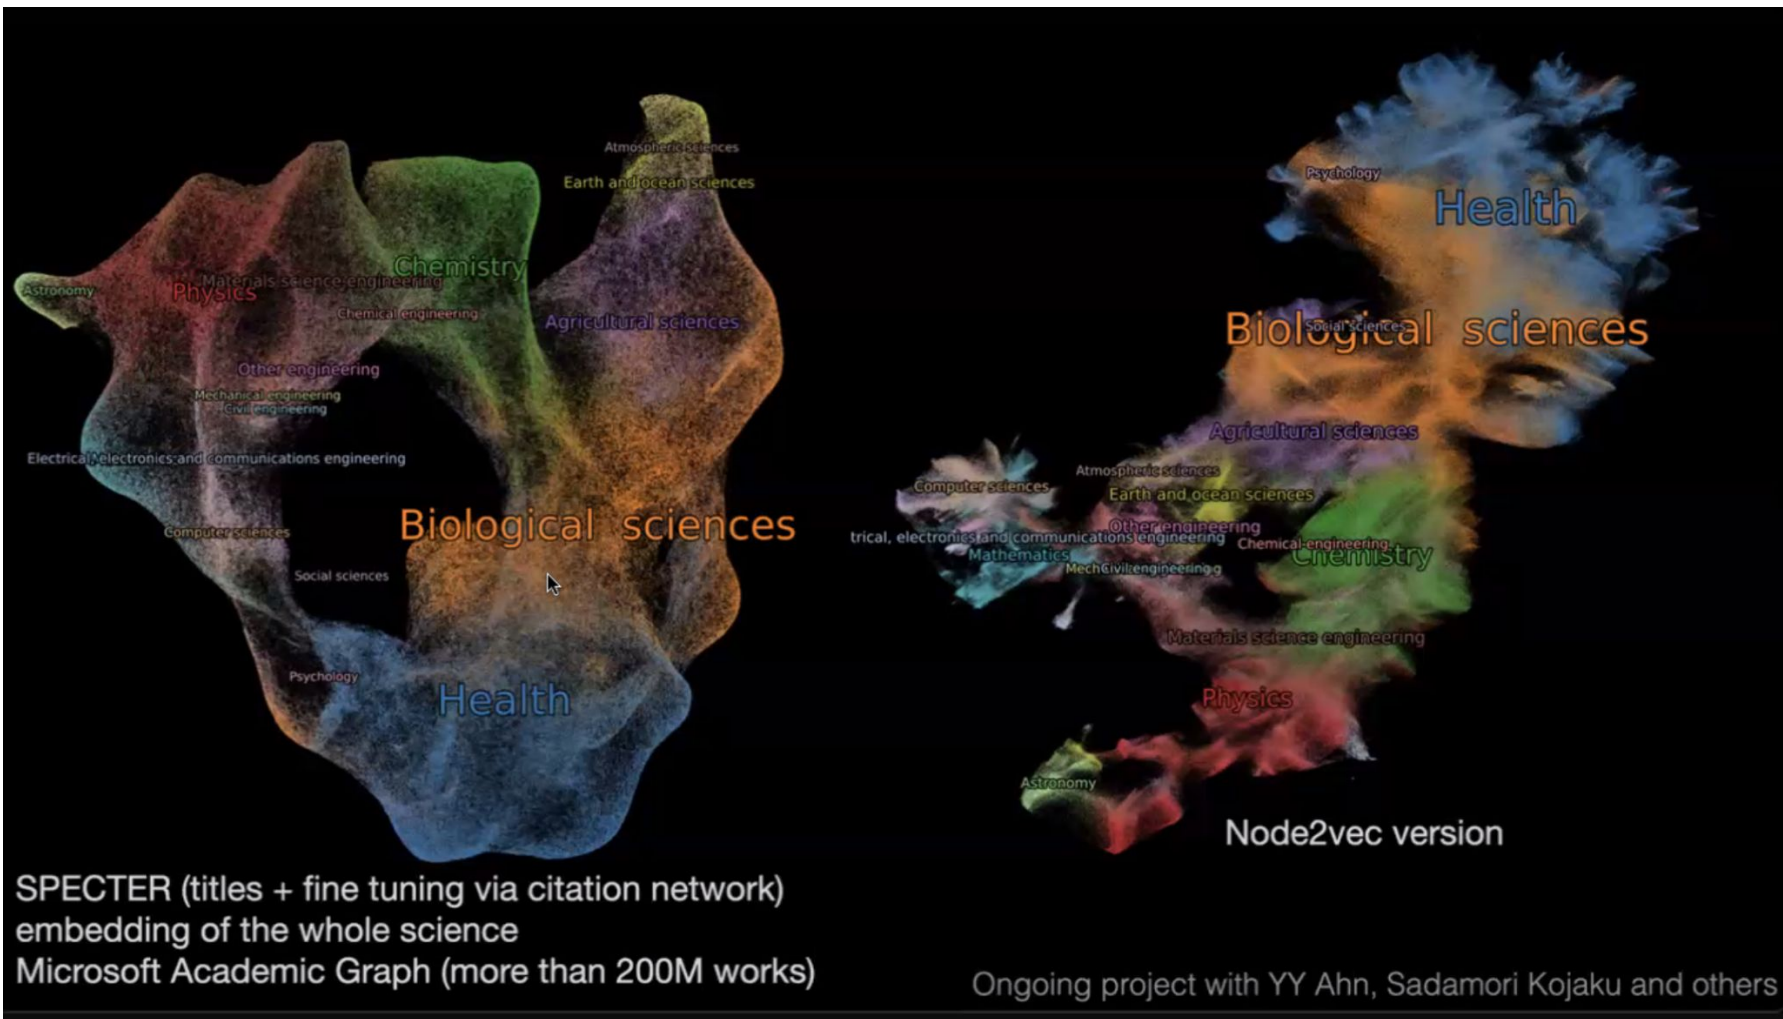 Atmospheric sciences
Earth and ocean sciences
Chemistry
Materials science engineering
Astronomy
Physics
Chemical engineering
Agricultural sciences
Other engineering
Mechanical engineering
Civil engineering
Electrical, electronics and communications engineering
Biological sciences
Computer sciences
Social sciences
Psychology
Health
SPECTER (titles + fine tuning via citation network)
embedding of the whole science
Microsoft Academic Graph (more than 200M works)
Psychology
Health
Biological sciences
Social sciences
Agricultural sciences
Atmospheric sciences
Computer sciences
Earth and ocean sciences
Other engineering
trical, electronics and communications engineering
Chemical engineering
Mathematics
Chemistry
Mech
Civil engineering
g
Materials science engineering
Physics
Astronomy
Node2vec version
Ongoing project with YY Ahn, Sadamori Kojaku and others